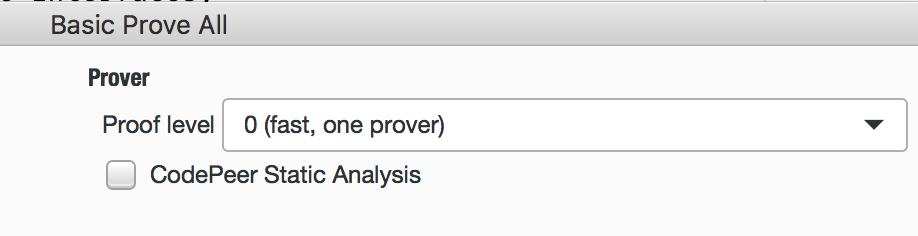 Basic Prove All
Prover
Proof level 0 (fast, one prover)
CodePeer Static Analysis